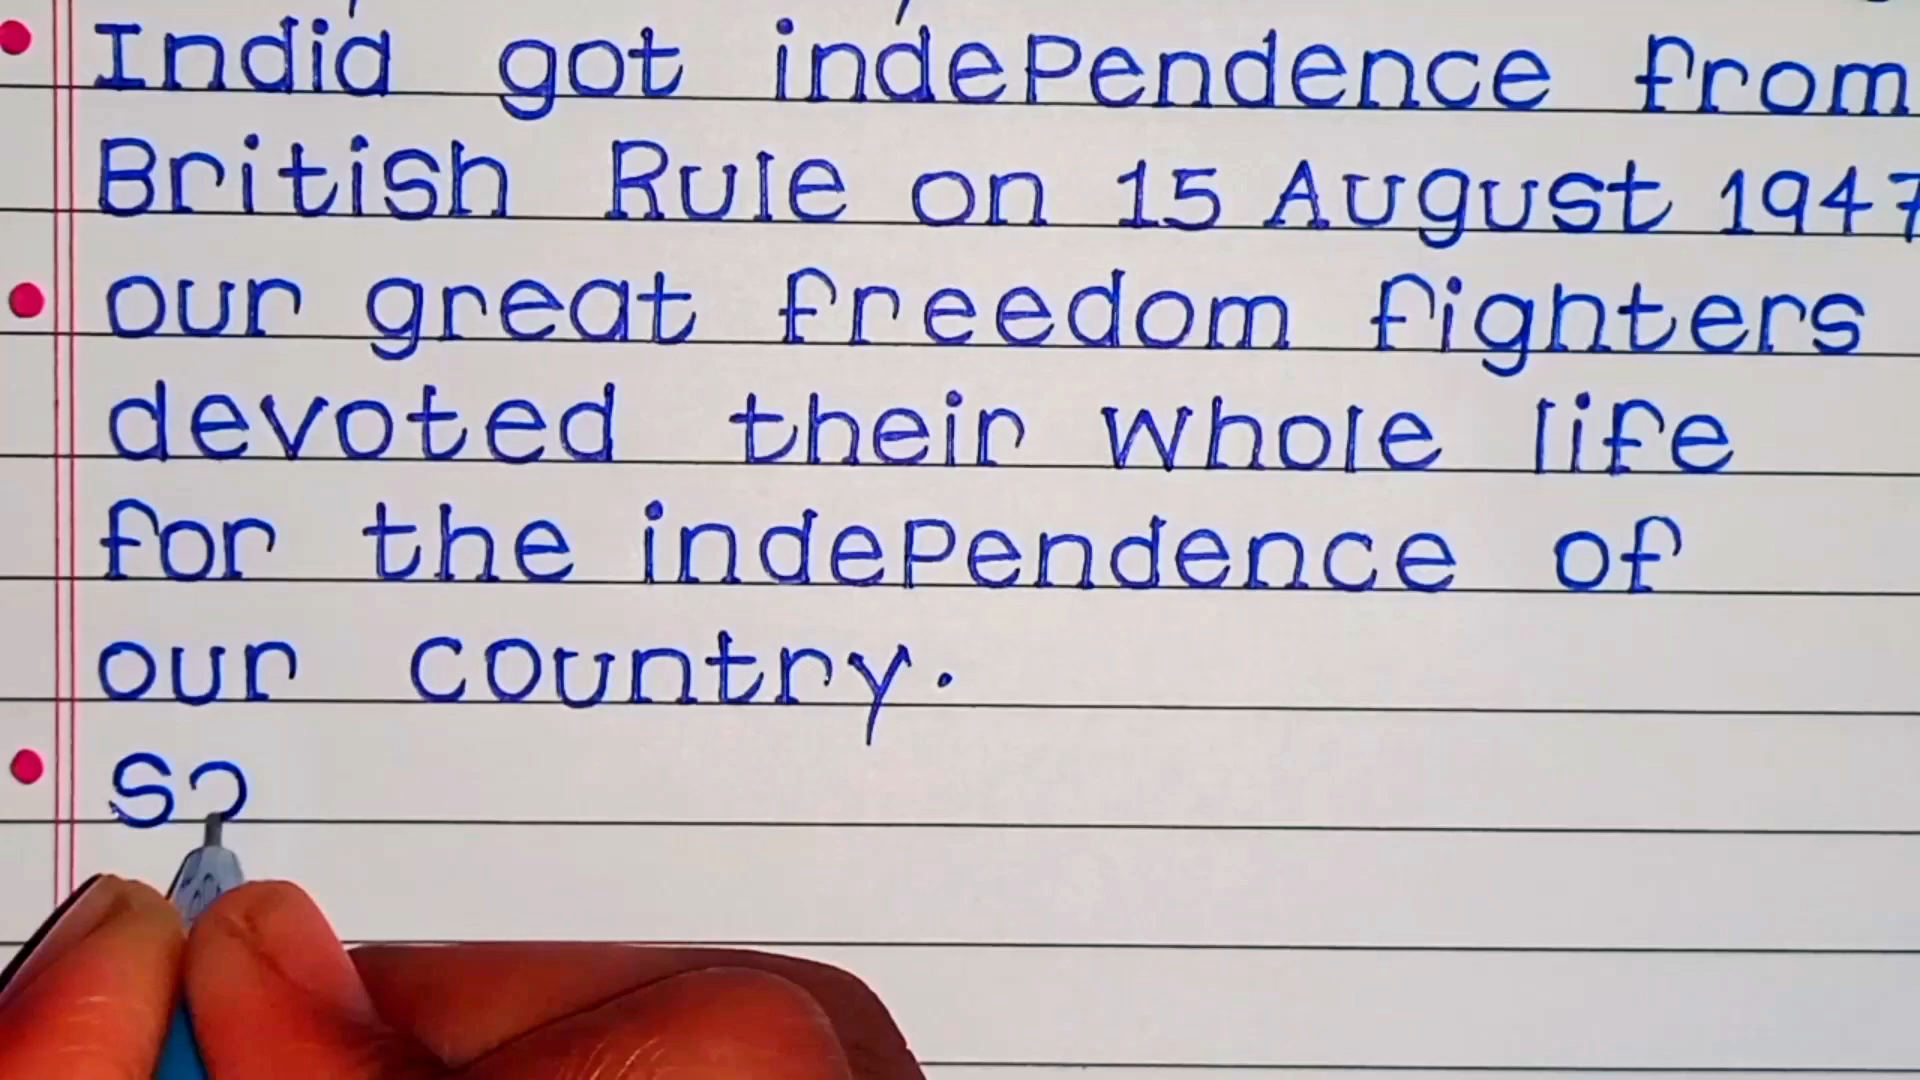 India got independence from
British Rule on 15 August 1947
our great freedom fighters
devoted their whole life
for the independence of
our country.